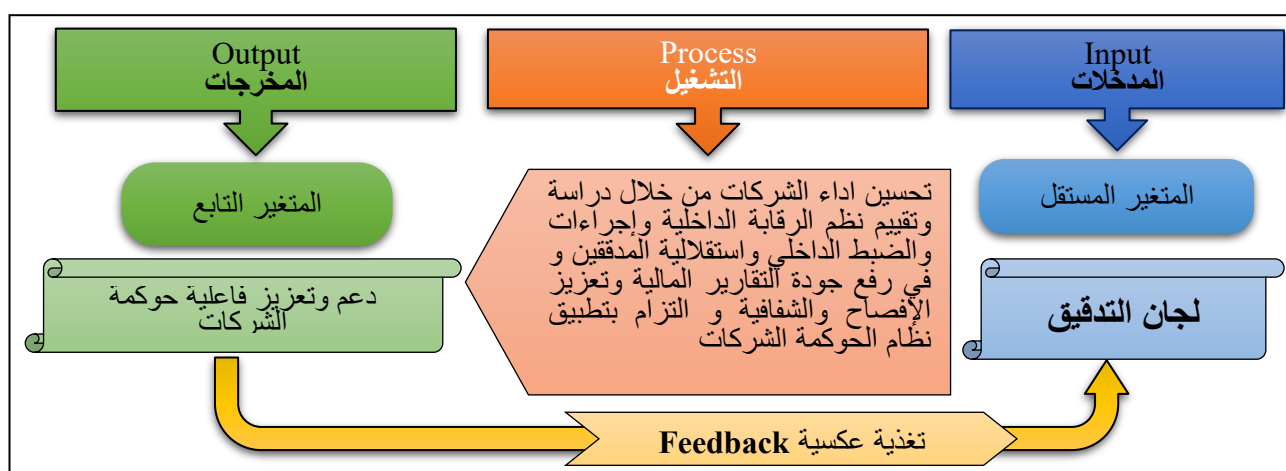 Input
المدخلات
Process
التشغيل
Output
المخرجات
المتغير المستقل
المتغير التابع
لجان التدقيق
تحسين اداء الشركات من خلال دراسة
وتقييم نظم الرقابة الداخلية وإجراءات
والضبط الداخلي واستقلالية المدققين و
في رفع جودة التقارير المالية وتعزيز
الإفصاح والشفافية و التزام بتطبيق
نظام الحوكمة الشركات
دعم وتعزيز فاعلية حوكمة
الشركات
تغذية عكسية Feedback